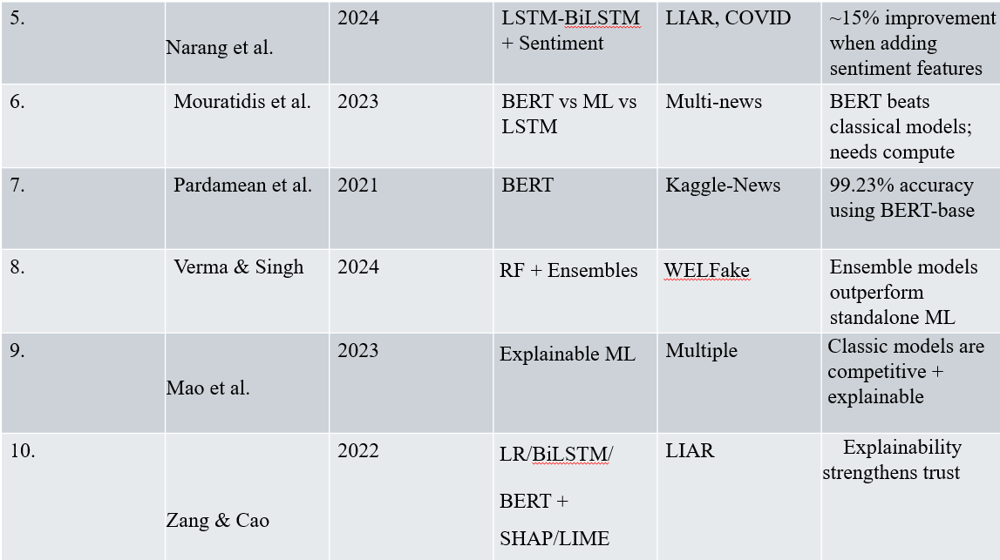 5.
Narang et al.
2024
LSTM-BiLSTM
+ Sentiment
LIAR, COVID
~15% improvement
when adding
sentiment features
6.
Mouratidis et al.
2023
BERT vs ML vs
LSTM
Multi-news
BERT beats
classical models;
needs compute
7.
Pardamean et al.
2021
BERT
Kaggle-News
99.23% accuracy
using BERT-base
8.
Verma & Singh
2024
RF + Ensembles
WELFake
Ensemble models
outperform
standalone ML
9.
Mao et al.
2023
Explainable ML
Multiple
Classic models are
competitive +
explainable
10.
Zang & Cao
2022
LR/BiLSTM/
BERT +
SHAP/LIME
LIAR
Explainability
strengthens trust